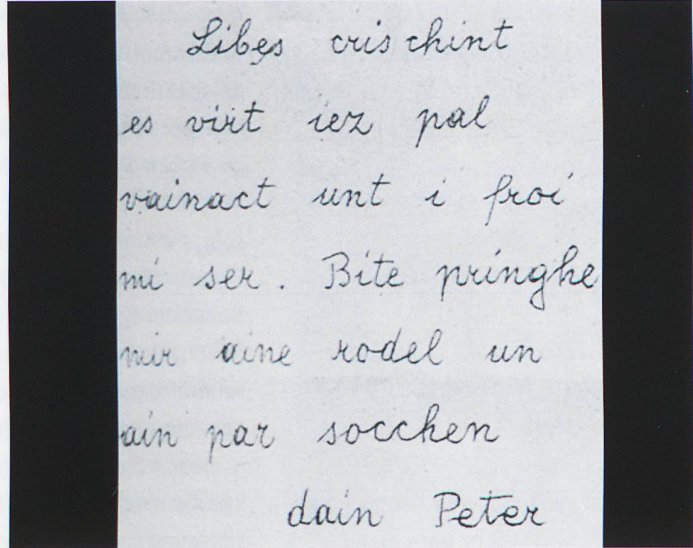 Libes crischint
es virt iez pal
vainact unt i froi
mi ser. Bite pringhe
mir aine rodel un
ain par socchen
dain Peter